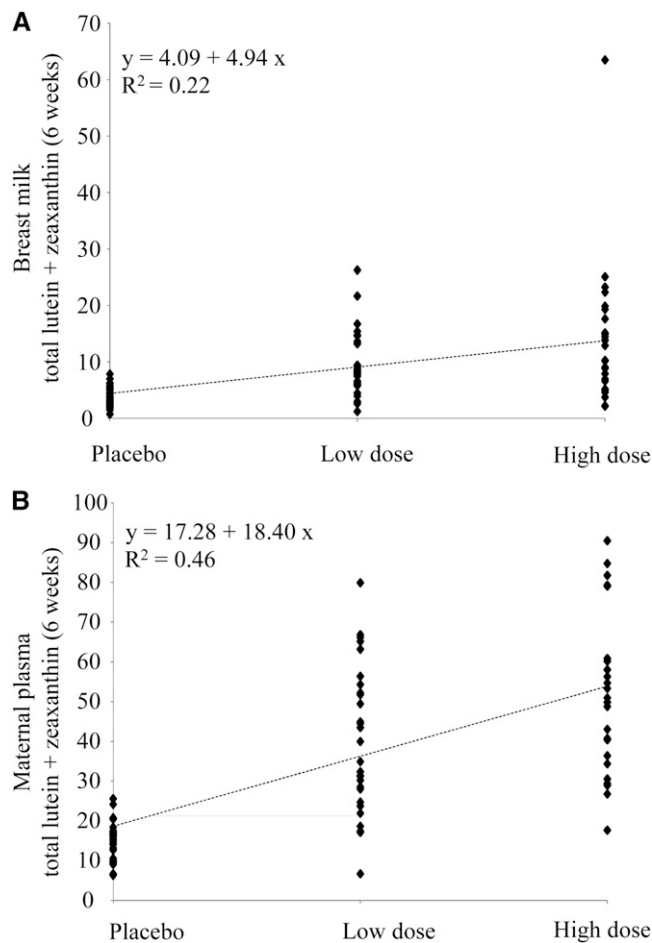 A
Breast milk
total lutein + zeaxanthin (6 weeks)
70
60
50
40
30
20
10
0
y = 4.09 + 4.94 x
R² = 0.22
Placebo
Low dose
High dose
B
Maternal plasma
total lutein + zeaxanthin (6 weeks)
100
90
80
70
60
50
40
30
20
10
0
y = 17.28 + 18.40 x
R² = 0.46
Placebo
Low dose
High dose